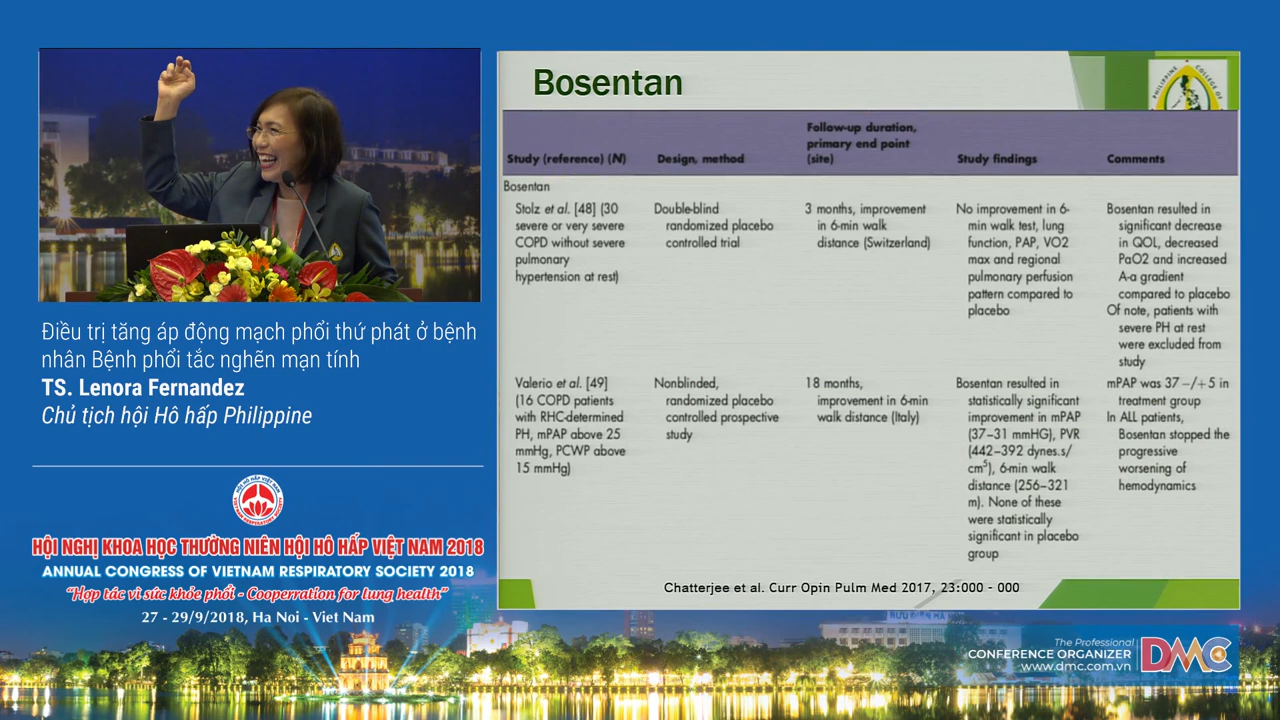 Điều trị tăng áp động mạch phổi thứ phát ở bệnh
nhân Bệnh phổi tắc nghẽn mạn tính
TS. Lenora Fernandez
Chủ tịch hội Hô hấp Philippine
HỘI HÔ HẤP VIỆT NAM
VIETNAM RESPIRATORY SOCIETY
HỘI NGHỊ KHOA HỌC THƯỜNG NIÊN HỘI HÔ HẤP VIỆT NAM 2018
ANNUAL CONGRESS OF VIETNAM RESPIRATORY SOCIETY 2018
"Hợp tác vì sức khỏe phổi - Cooperration for lung health"
27 - 29/9/2018, Ha Noi - Viet Nam
Bosentan
PHILIPPINE COLLEGE OF
Study (reference) (N)
Design, method
Follow-up duration,
primary end point
(site)
Study findings
Comments
Bosentan
Stolz et al. [48] (30
severe or very severe
COPD without severe
pulmonary
hypertension at rest)
Double-blind
randomized placebo
controlled trial
3 months, improvement
in 6-min walk
distance (Switzerland)
No improvement in 6-
min walk test, lung
function, PAP, VO2
max and regional
pulmonary perfusion
pattern compared to
placebo
Bosentan resulted in
significant decrease
in QOL, decreased
PaO2 and increased
A-a gradient
compared to placebo
Of note, patients with
severe PH at rest
were excluded from
study
Valerio et al. [49]
(16 COPD patients
with RHC-determined
PH, mPAP above 25
mmHg, PCWP above
15 mmHg)
Nonblinded,
randomized placebo
controlled prospective
study
18 months,
improvement in 6-min
walk distance (Italy)
Bosentan resulted in
statistically significant
improvement in mPAP
(37–31 mmHG), PVR
(442–392 dynes.s/
cm⁵), 6-min walk
distance (256–321
m). None of these
were statistically
significant in placebo
group
mPAP was 37 −/+5 in
treatment group
In ALL patients,
Bosentan stopped the
progressive
worsening of
hemodynamics
Chatterjee et al. Curr Opin Pulm Med 2017, 23:000 - 000
The Professional
CONFERENCE ORGANIZER
www.dmc.com.vn
DMC